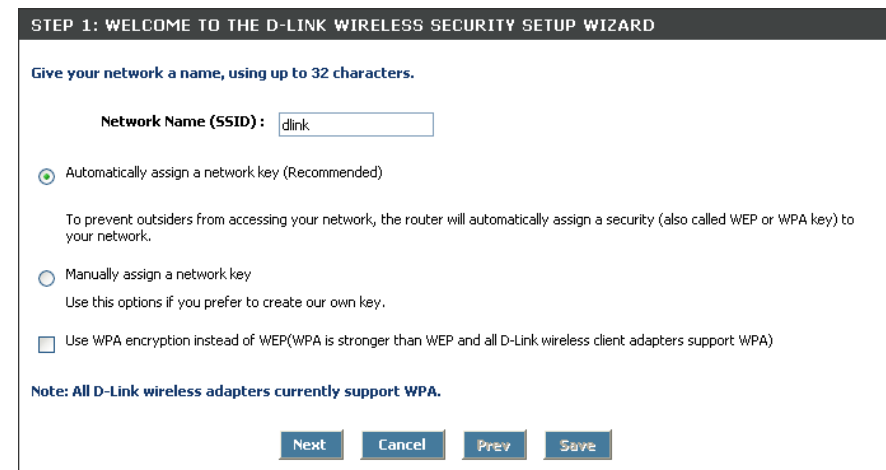 STEP 1: WELCOME TO THE D-LINK WIRELESS SECURITY SETUP WIZARD
Give your network a name, using up to 32 characters.
Network Name (SSID) : dlink
Automatically assign a network key (Recommended)
To prevent outsiders from accessing your network, the router will automatically assign a security (also called WEP or WPA key) to
your network.
Manually assign a network key
Use this options if you prefer to create our own key.
Use WPA encryption instead of WEP(WPA is stronger than WEP and all D-Link wireless client adapters support WPA)
Note: All D-Link wireless adapters currently support WPA.
Next Cancel Prev Save